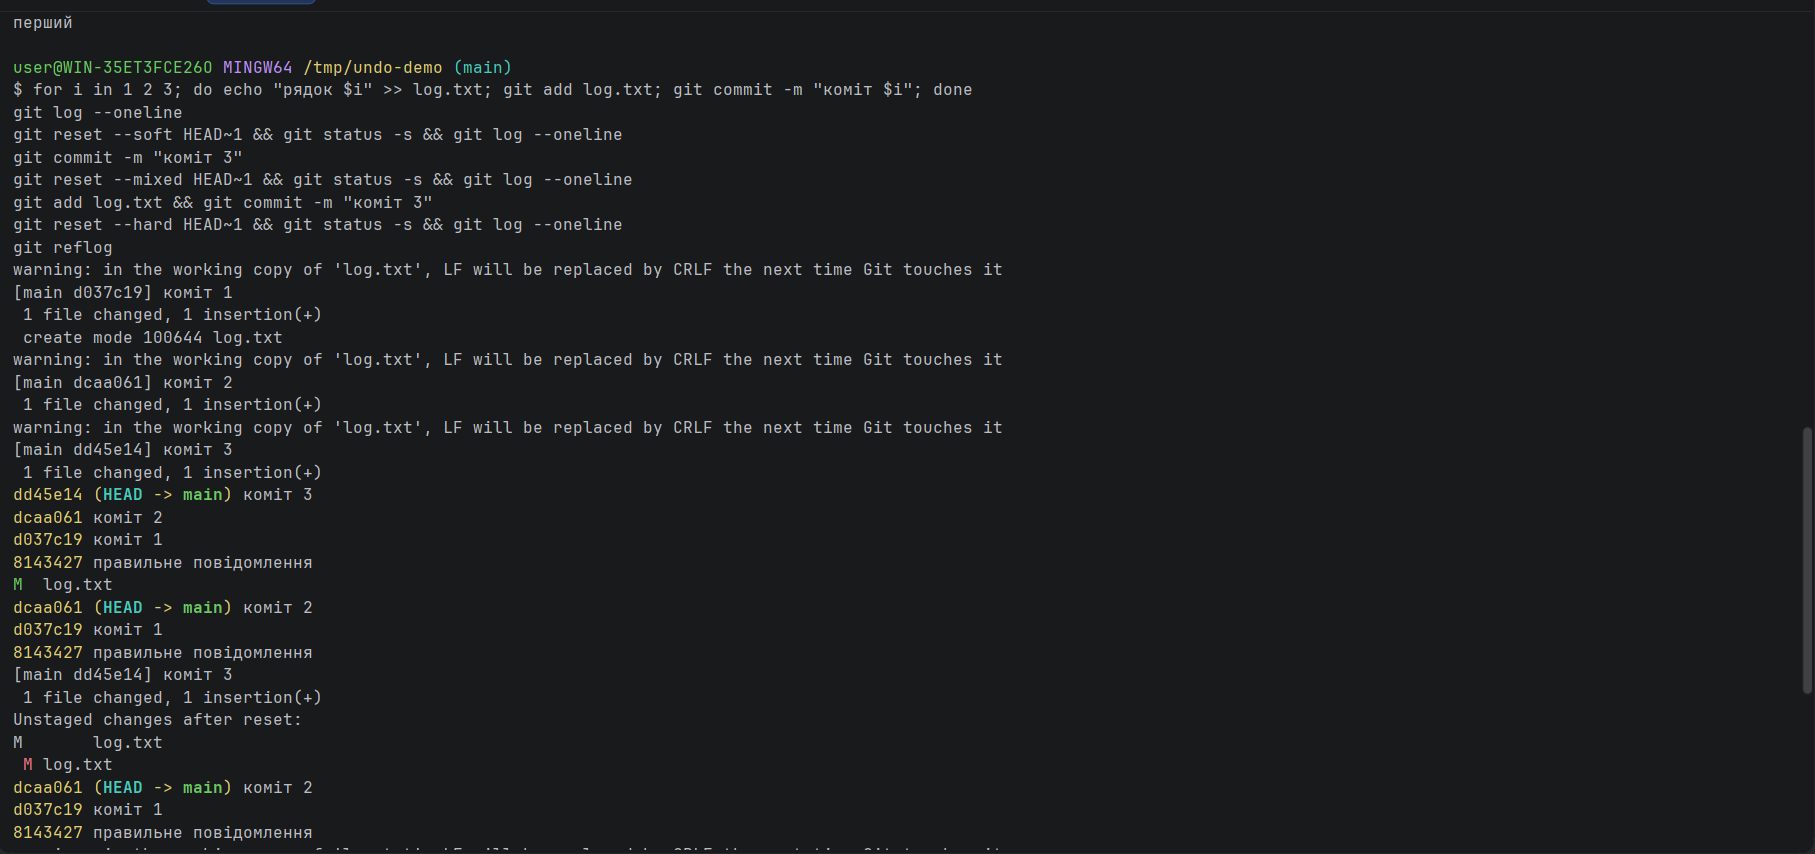 перший
user@WIN-35ET3FCE26O MINGW64 /tmp/undo-demo (main)
$ for i in 1 2 3; do echo "рядок $i" >> log.txt; git add log.txt; git commit -m "коміт $i"; done
git log --oneline
git reset --soft HEAD~1 && git status -s && git log --oneline
git commit -m "коміт 3"
git reset --mixed HEAD~1 && git status -s && git log --oneline
git add log.txt && git commit -m "коміт 3"
git reset --hard HEAD~1 && git status -s && git log --oneline
git reflog
warning: in the working copy of 'log.txt', LF will be replaced by CRLF the next time Git touches it
[main d037c19] коміт 1
 1 file changed, 1 insertion(+)
 create mode 100644 log.txt
warning: in the working copy of 'log.txt', LF will be replaced by CRLF the next time Git touches it
[main dcaa061] коміт 2
 1 file changed, 1 insertion(+)
warning: in the working copy of 'log.txt', LF will be replaced by CRLF the next time Git touches it
[main dd45e14] коміт 3
 1 file changed, 1 insertion(+)
dd45e14 (HEAD -> main) коміт 3
dcaa061 коміт 2
d037c19 коміт 1
8143427 правильне повідомлення
M  log.txt
dcaa061 (HEAD -> main) коміт 2
d037c19 коміт 1
8143427 правильне повідомлення
[main dd45e14] коміт 3
 1 file changed, 1 insertion(+)
Unstaged changes after reset:
M       log.txt
 M log.txt
dcaa061 (HEAD -> main) коміт 2
d037c19 коміт 1
8143427 правильне повідомлення